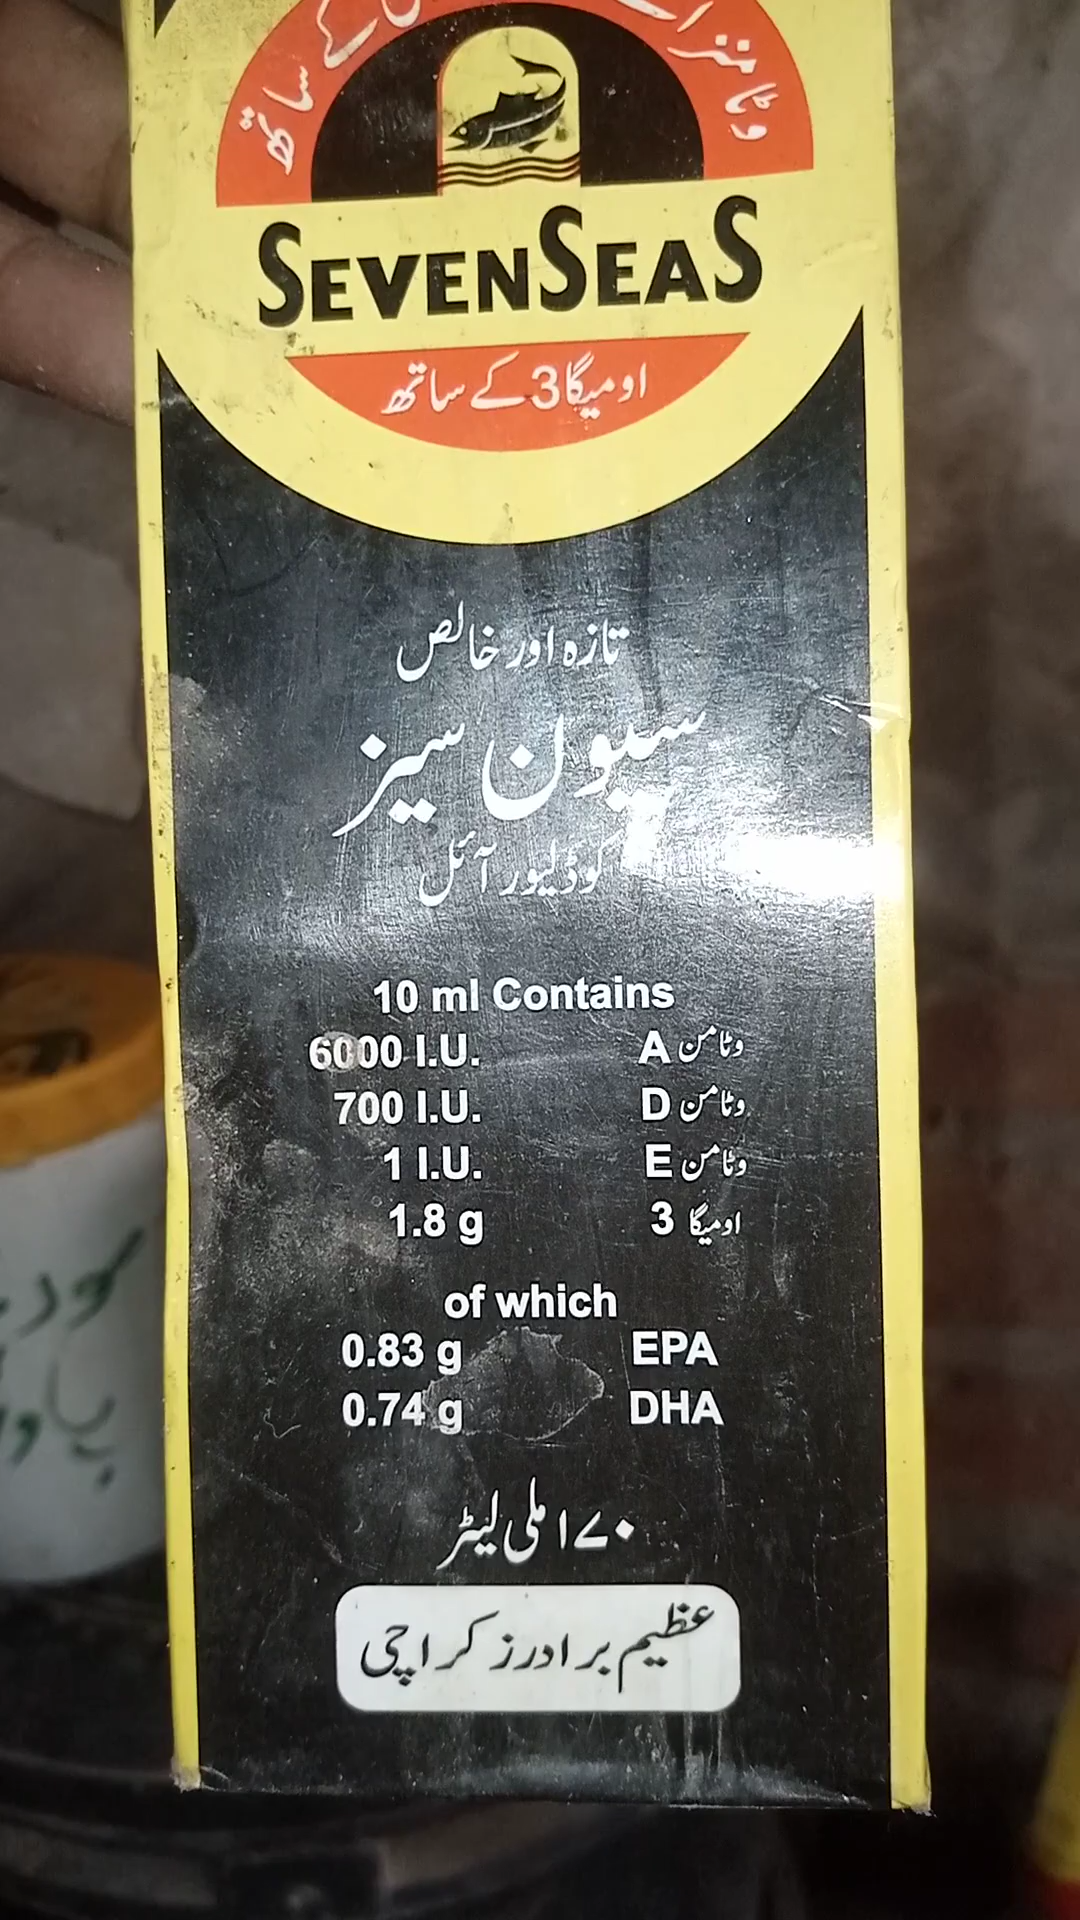 وٹامنز
کے ساتھ
SEVENSEAS
اومیگا 3 کے ساتھ
تازہ اور خالص
سیون سیز
کوڈ لیور آئل
10 ml Contains
6000 I.U. وٹامن A
700 I.U. وٹامن D
1 I.U. وٹامن E
1.8 g اومیگا 3
of which
0.83 g EPA
0.74 g DHA
۱۷۰ ملی لیٹر
عظیم برادرز کراچی